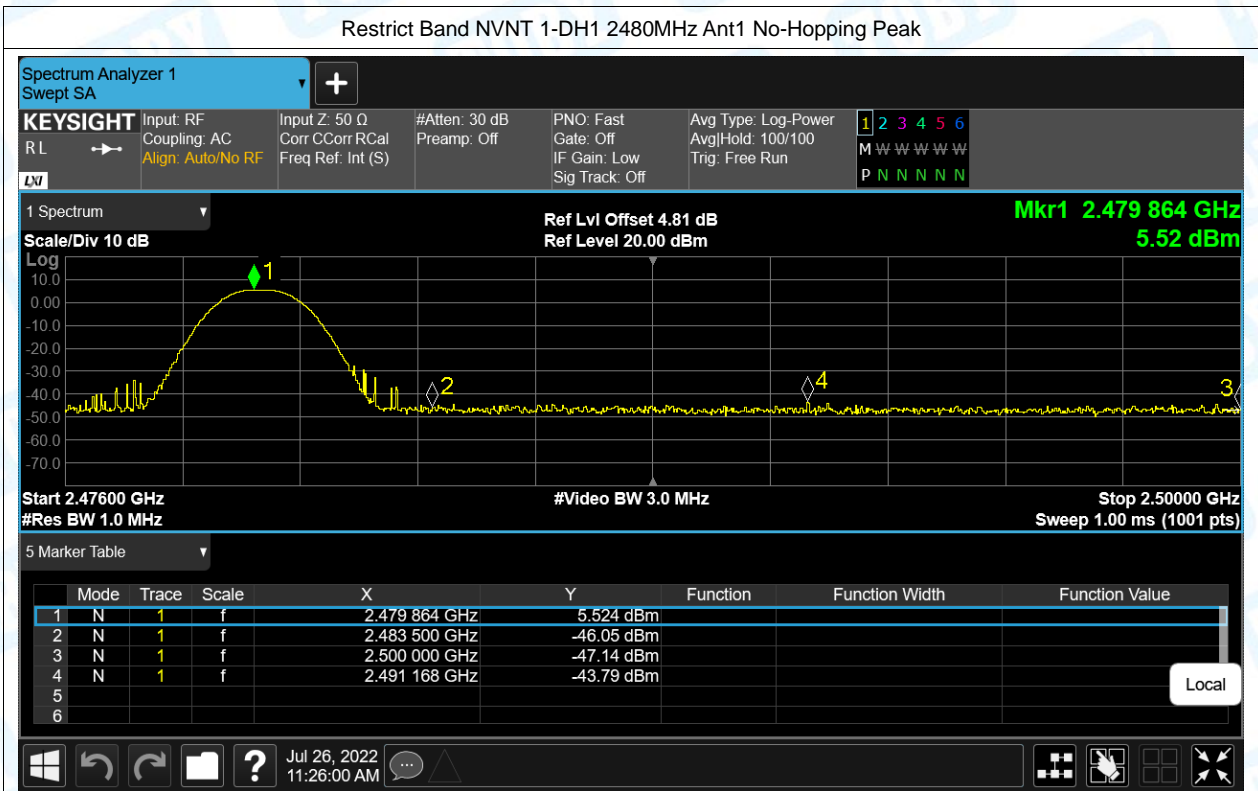 Restrict Band NVNT 1-DH1 2480MHz Ant1 No-Hopping Peak
Spectrum Analyzer 1
Swept SA
KEYSIGHT
R L
LXI
Input: RF
Coupling: AC
Align: Auto/No RF
Input Z: 50 Ω
Corr CCorr RCal
Freq Ref: Int (S)
#Atten: 30 dB
Preamp: Off
PNO: Fast
Gate: Off
IF Gain: Low
Sig Track: Off
Avg Type: Log-Power
Avg|Hold: 100/100
Trig: Free Run
1 2 3 4 5 6
M W W W W W
P N N N N N
1 Spectrum
Scale/Div 10 dB
Ref Lvl Offset 4.81 dB
Ref Level 20.00 dBm
Mkr1 2.479 864 GHz
5.52 dBm
Log
10.0
0.00
-10.0
-20.0
-30.0
-40.0
-50.0
-60.0
-70.0
1
2
4
3
Start 2.47600 GHz
#Res BW 1.0 MHz
#Video BW 3.0 MHz
Stop 2.50000 GHz
Sweep 1.00 ms (1001 pts)
5 Marker Table
Mode Trace Scale X Y Function Function Width Function Value
1 N 1 f 2.479 864 GHz 5.524 dBm
2 N 1 f 2.483 500 GHz -46.05 dBm
3 N 1 f 2.500 000 GHz -47.14 dBm
4 N 1 f 2.491 168 GHz -43.79 dBm
5
6
Local
?
Jul 26, 2022
11:26:00 AM